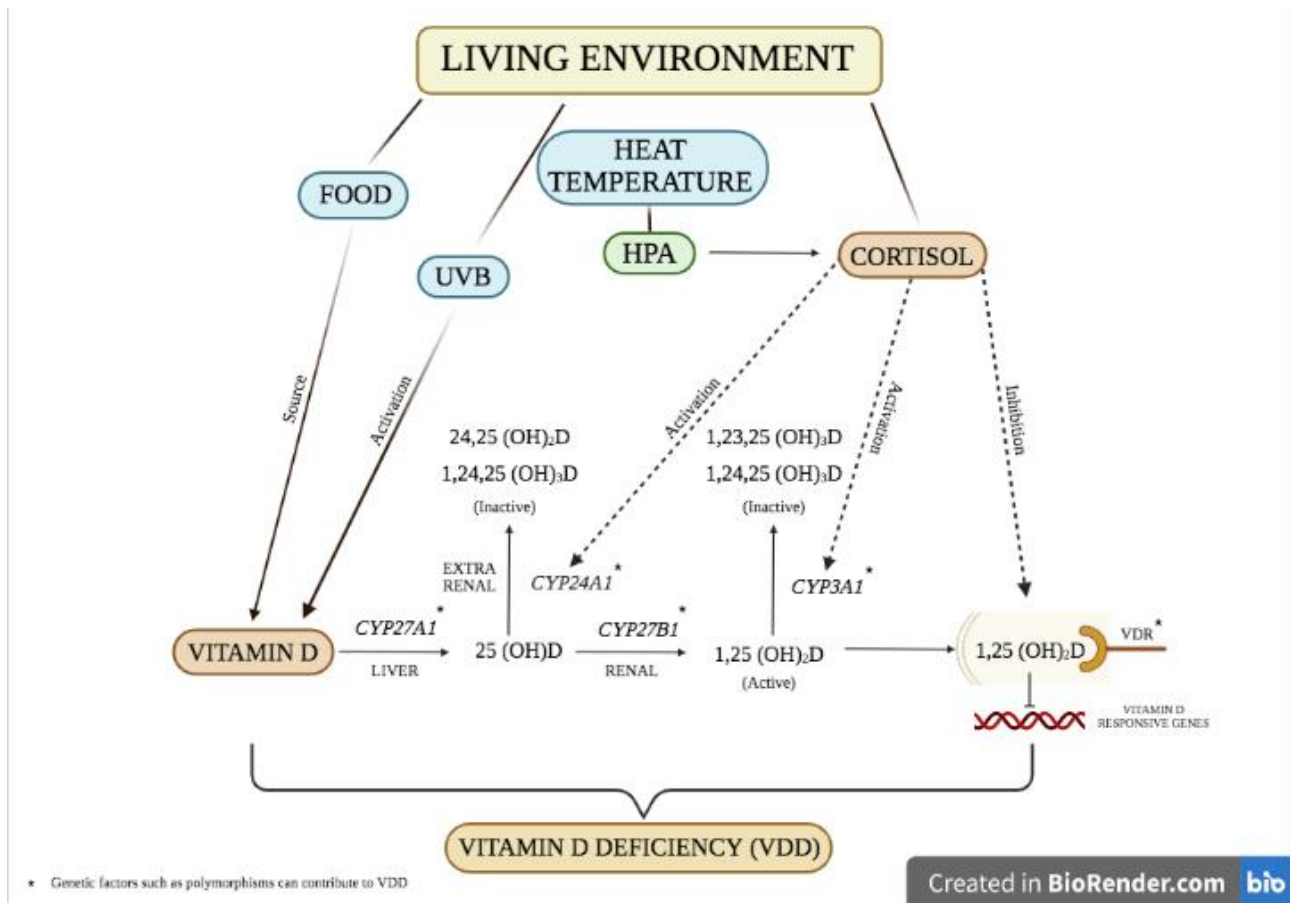 LIVING ENVIRONMENT
HEAT
TEMPERATURE
FOOD
HPA
CORTISOL
UVB
Source
Activation
Activation
Activation
Inhibition
24,25 (OH)₂D
1,24,25 (OH)₃D
(Inactive)
1,23,25 (OH)₃D
1,24,25 (OH)₃D
(Inactive)
EXTRA
RENAL
CYP24A1*
CYP3A1*
VITAMIN D
CYP27A1*
LIVER
25 (OH)D
CYP27B1*
RENAL
1,25 (OH)₂D
(Active)
1,25 (OH)₂D
VDR*
VITAMIN D
RESPONSIVE GENES
VITAMIN D DEFICIENCY (VDD)
* Genetic factors such as polymorphisms can contribute to VDD
Created in BioRender.com bio